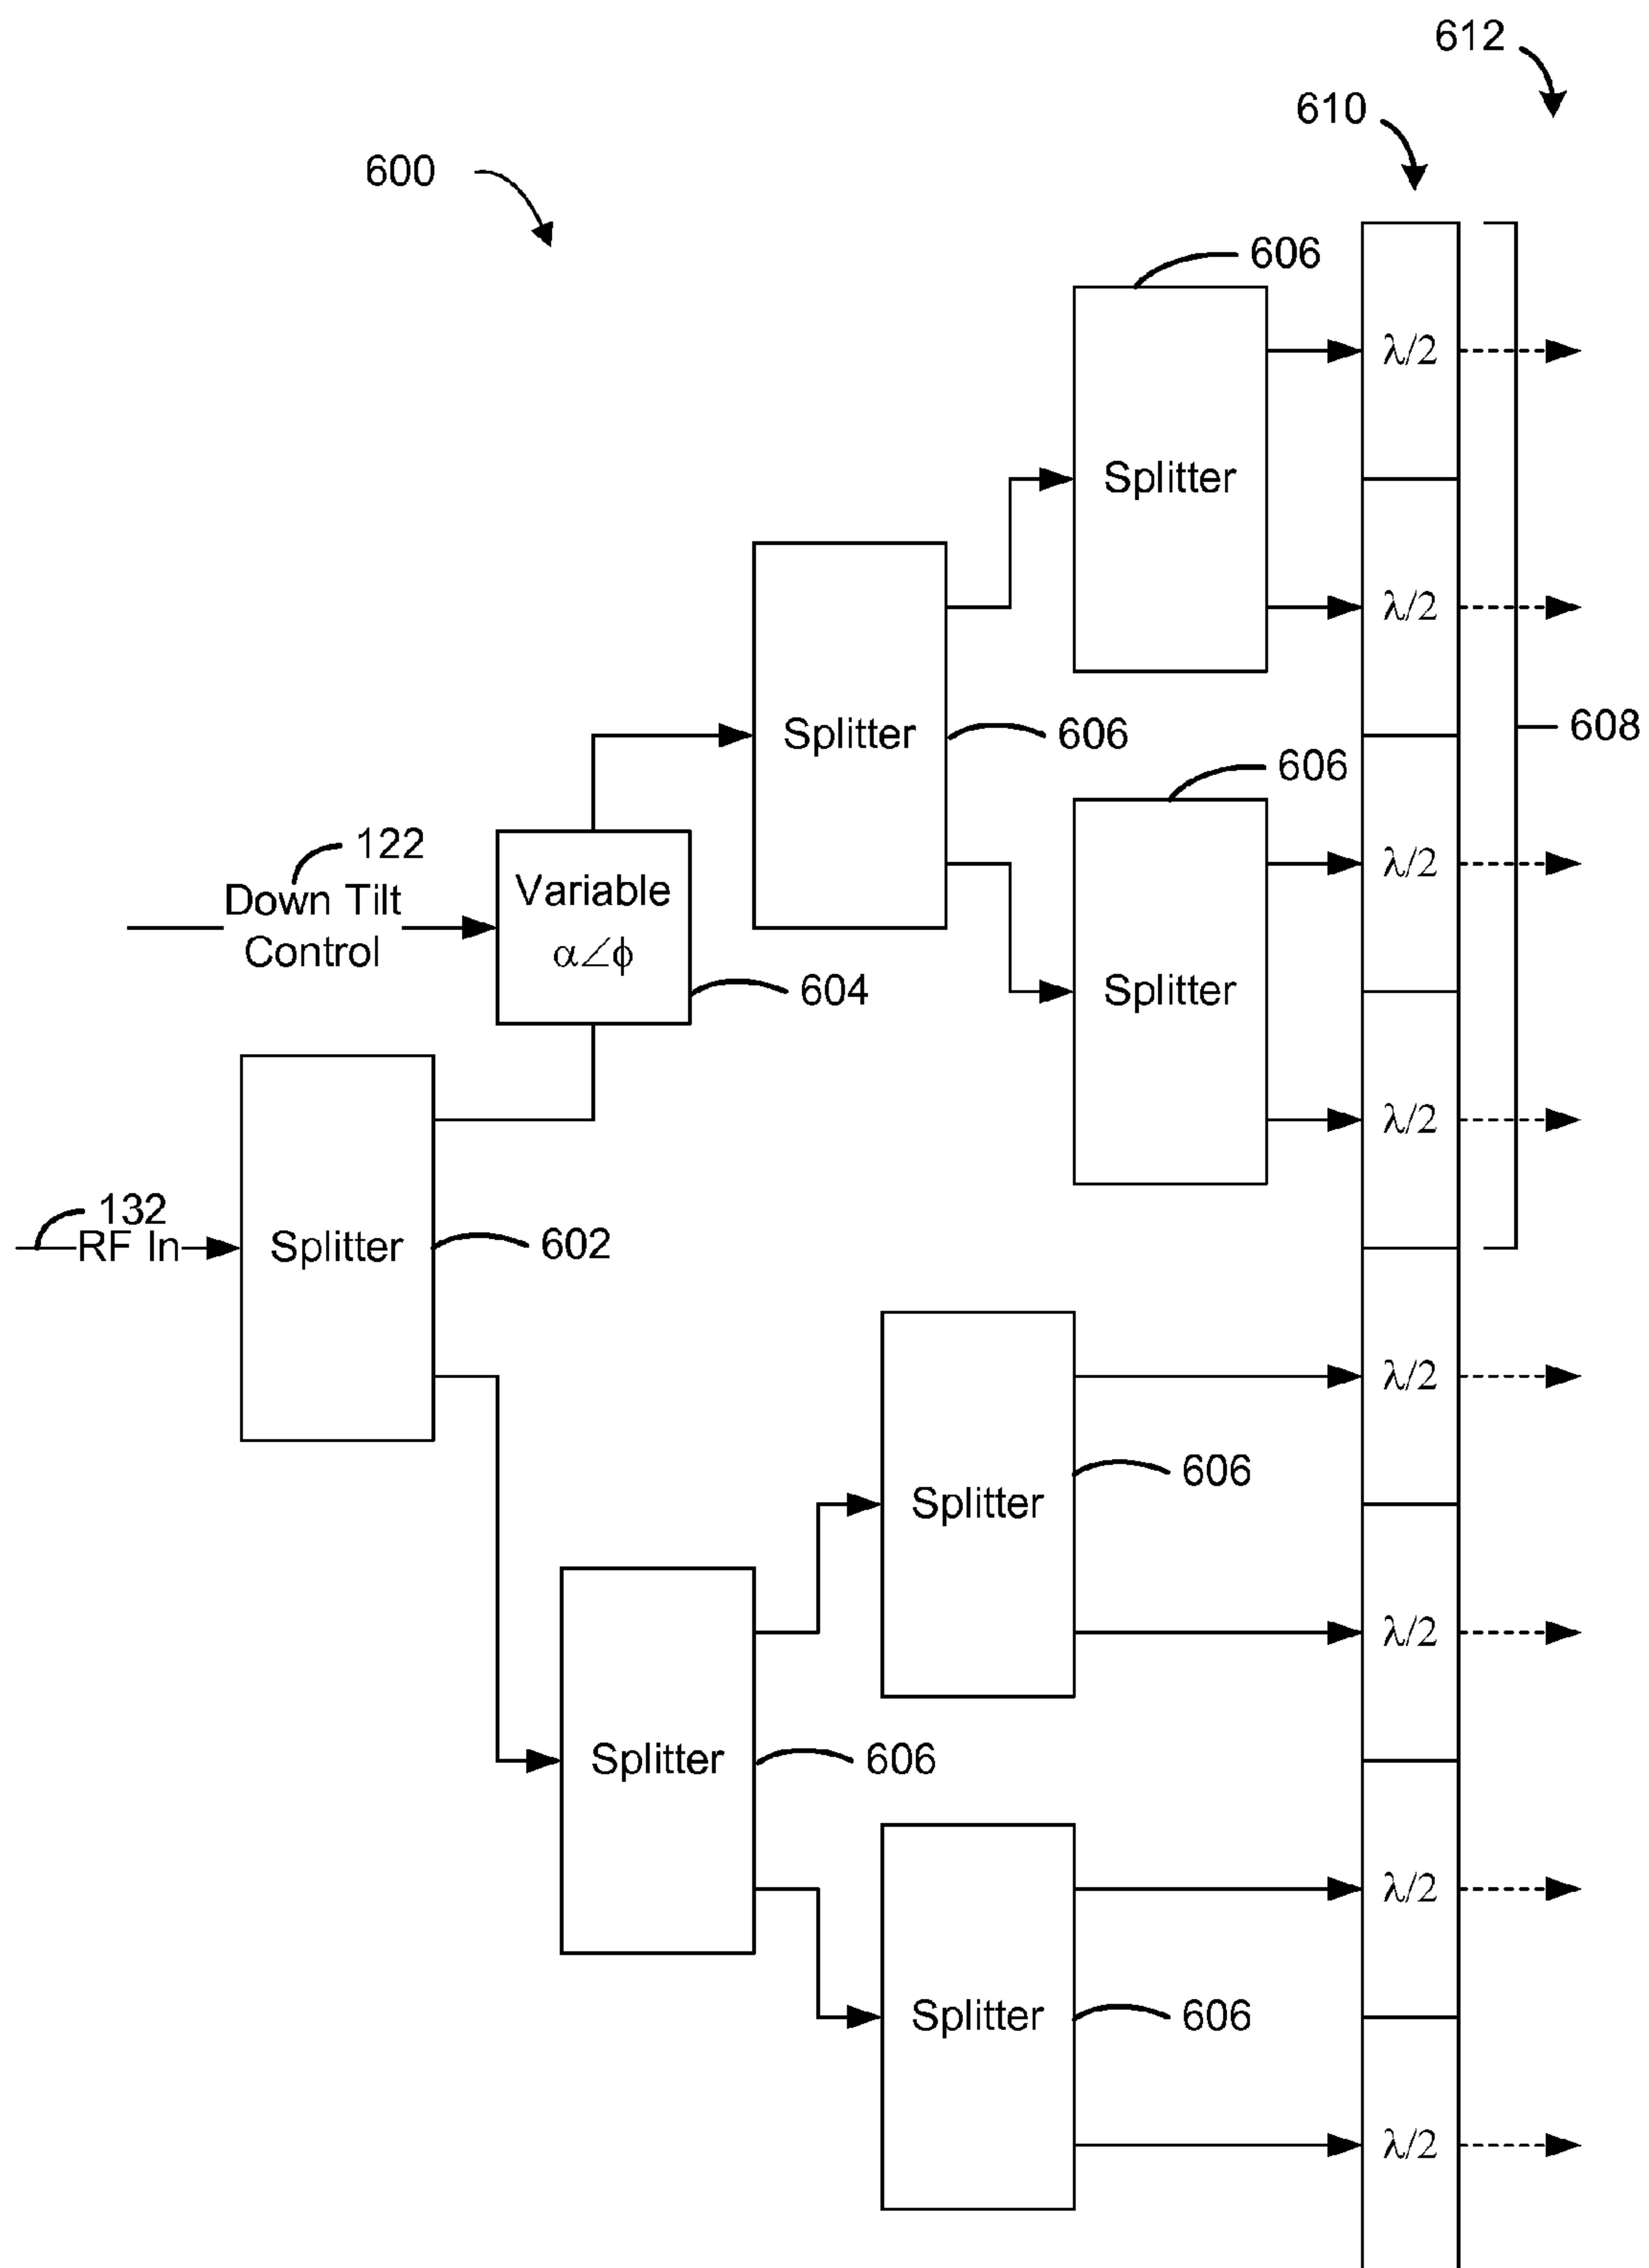 612
610
600
606
λ/2
Splitter
λ/2
Splitter
606
608
606
122
Down Tilt
Control
Variable
α∠ϕ
λ/2
Splitter
604
λ/2
132
RF In
Splitter
602
λ/2
606
Splitter
λ/2
Splitter
606
λ/2
Splitter
606
λ/2